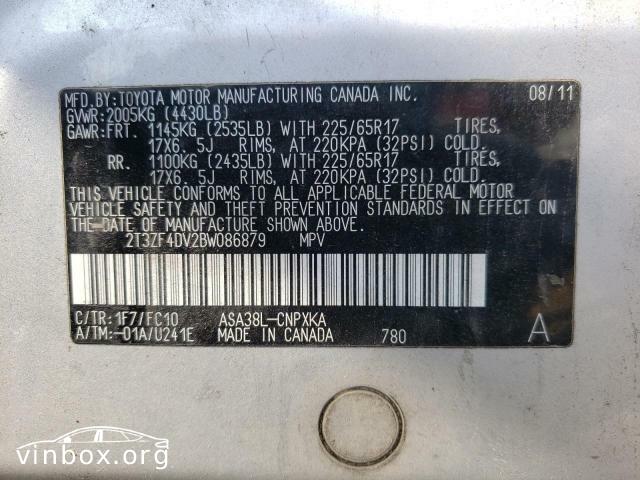 MFD.BY:TOYOTA MOTOR MANUFACTURING CANADA INC. 08/11
GVWR:2005KG (4430LB)
GAWR:FRT. 1145KG (2535LB) WITH 225/65R17 TIRES,
17X6.5J RIMS, AT 220KPA (32PSI) COLD.
RR. 1100KG (2435LB) WITH 225/65R17 TIRES,
17X6.5J RIMS, AT 220KPA (32PSI) COLD.
THIS VEHICLE CONFORMS TO ALL APPLICABLE FEDERAL MOTOR
VEHICLE SAFETY AND THEFT PREVENTION STANDARDS IN EFFECT ON
THE-DATE OF MANUFACTURE SHOWN ABOVE.
2T3ZF4DV2BW086879 MPV
C/TR:1F7/FC10 ASA38L-CNPXKA
A/TM:-01A/U241E MADE IN CANADA 780 A
vinbox.org